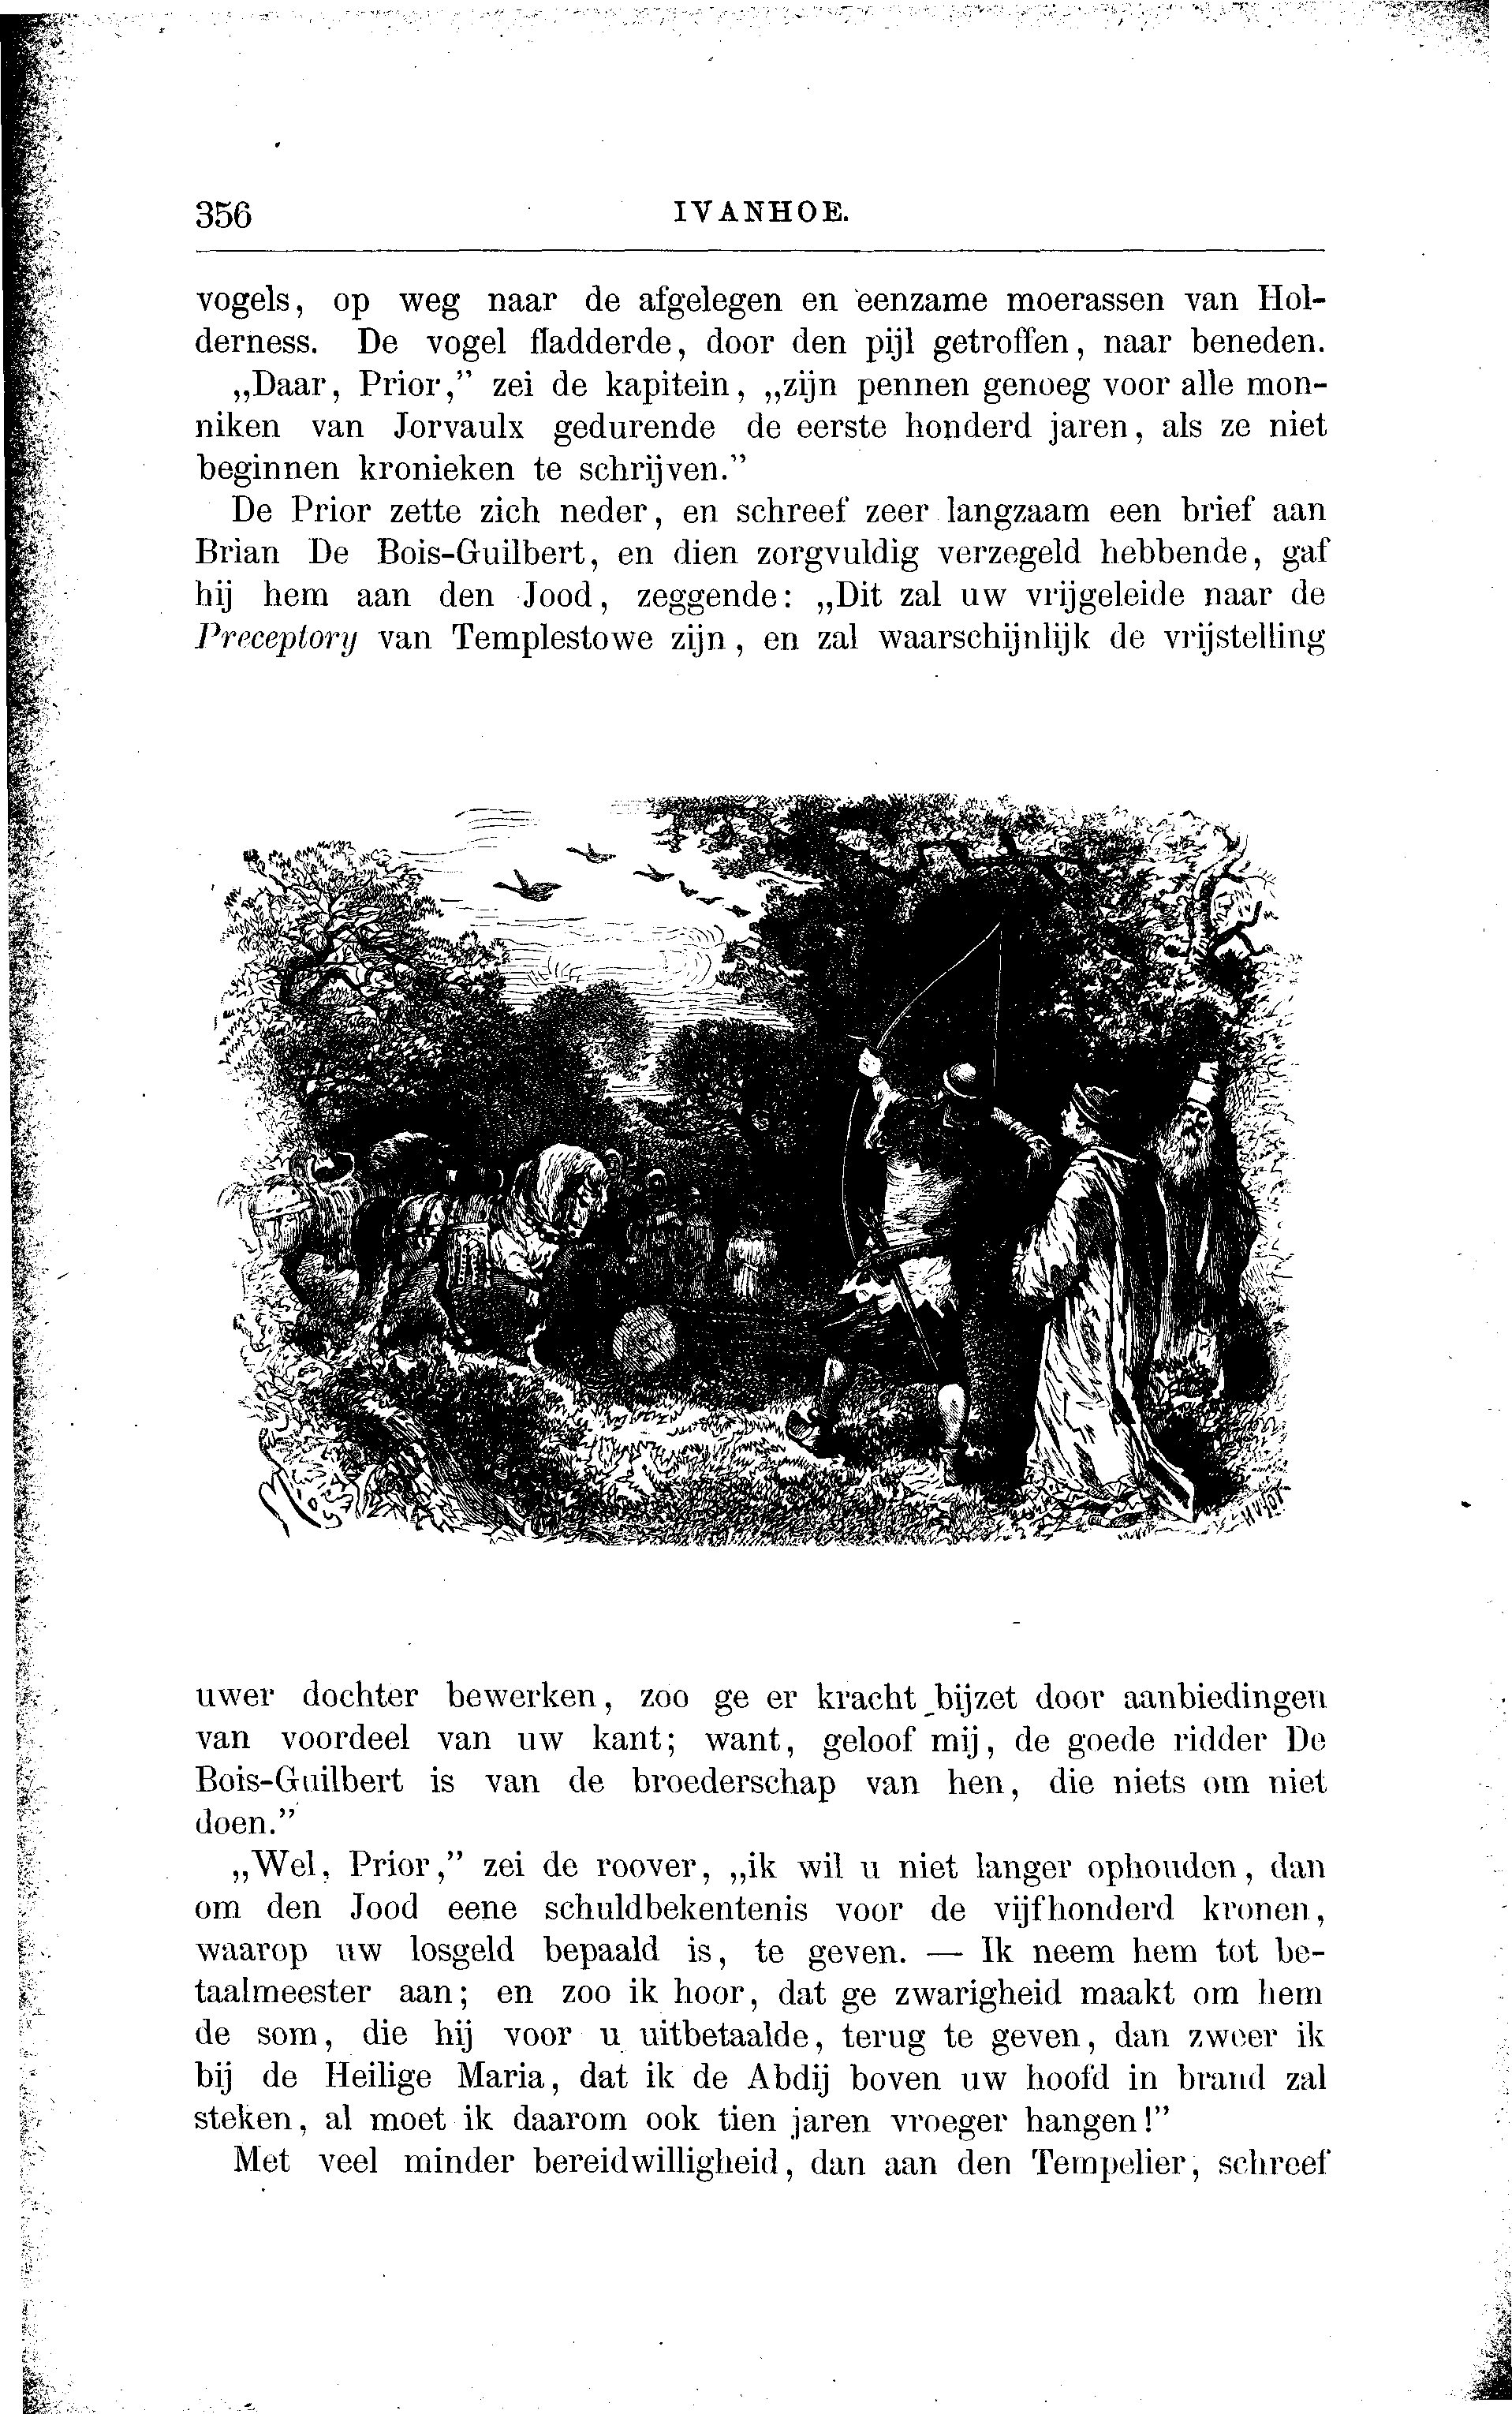 356 IVANHOE.
vogels, op weg naar de afgelegen en eenzame moerassen van Hol-
derness. De vogel fladderde, door den pijl getroffen, naar beneden.
„Daar, Prior,” zei de kapitein, „zijn pennen genoeg voor alle mon-
niken van Jorvaulx gedurende de eerste honderd jaren, als ze niet
beginnen kronieken te schrijven.”
De Prior zette zich neder, en schreef zeer langzaam een brief aan
Brian De Bois-Guilbert, en dien zorgvuldig verzegeld hebbende, gaf
hij hem aan den Jood, zeggende: „Dit zal uw vrijgeleide naar de
Preceptory van Templestowe zijn, en zal waarschijnlijk de vrijstelling
uwer dochter bewerken, zoo ge er kracht bijzet door aanbiedingen
van voordeel van uw kant; want, geloof mij, de goede ridder De
Bois-Guilbert is van de broederschap van hen, die niets om niet
doen.”
„Wel, Prior,” zei de roover, „ik wil u niet langer ophouden, dan
om den Jood eene schuldbekentenis voor de vijfhonderd kronen,
waarop uw losgeld bepaald is, te geven. — Ik neem hem tot be-
taalmeester aan; en zoo ik hoor, dat ge zwarigheid maakt om hem
de som, die hij voor u uitbetaalde, terug te geven, dan zweer ik
bij de Heilige Maria, dat ik de Abdij boven uw hoofd in brand zal
steken, al moet ik daarom ook tien jaren vroeger hangen!”
Met veel minder bereidwilligheid, dan aan den Tempelier, schreef